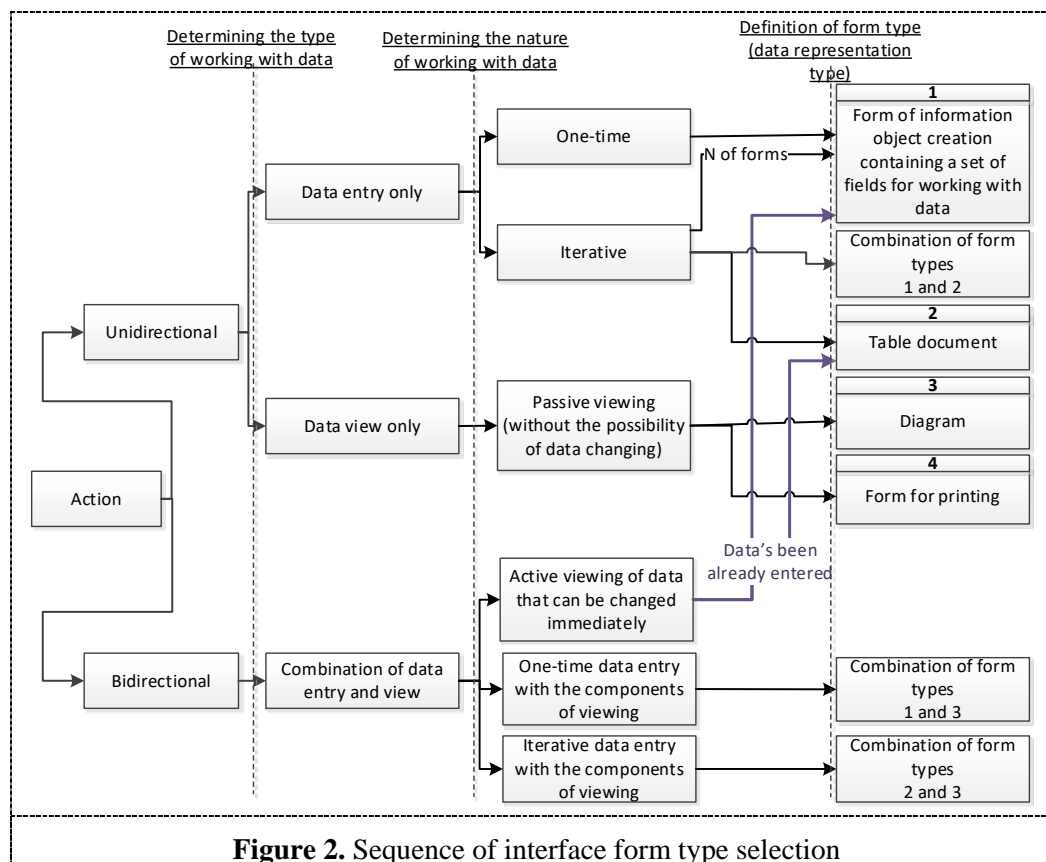 Determining the type
of working with data
Determining the nature
of working with data
Definition of form type
(data representation
type)
1
Form of information
object creation
containing a set of
fields for working with
data
One-time
N of forms
Data entry only
Iterative
Combination of form
types
1 and 2
Unidirectional
2
Table document
Data view only
Passive viewing
(without the possibility
of data changing)
3
Diagram
4
Form for printing
Action
Data's been
already entered
Active viewing of data
that can be changed
immediately
Bidirectional
Combination of data
entry and view
One-time data entry
with the components
of viewing
Combination of form
types
1 and 3
Iterative data entry
with the components
of viewing
Combination of form
types
2 and 3
Figure 2. Sequence of interface form type selection